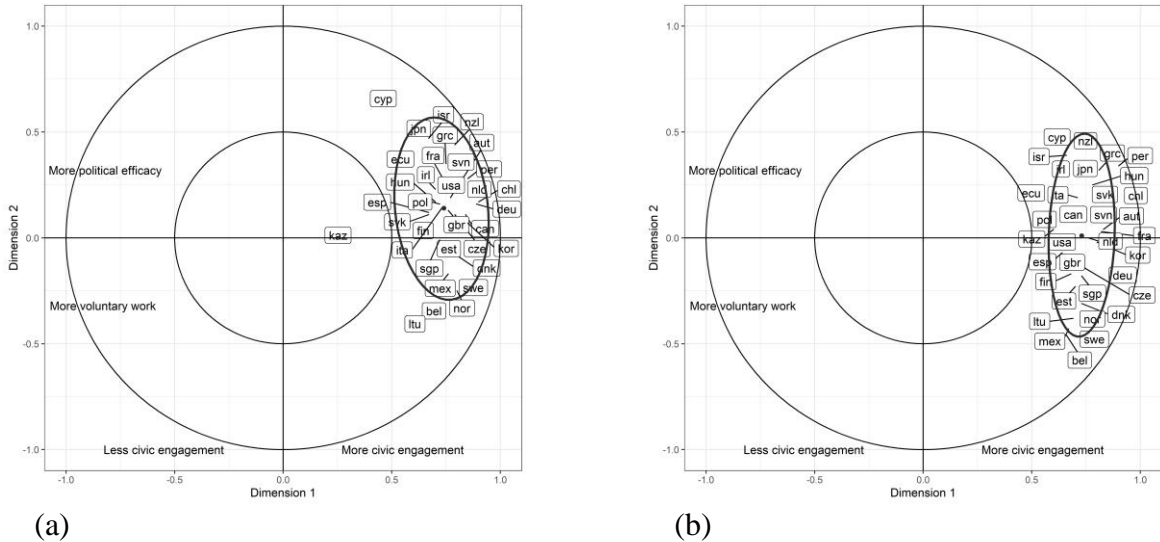 1.0
cyp
isr
jpn
nzl
grc
0.5
aut
ecu
fra
svn
per
More political efficacy
irl
hun
usa
nld
chl
esp
pol
deu
svk
gbr
can
fin
0.0
kaz
ita
est
cze
kor
sgp
dnk
mex
swe
More voluntary work
bel
nor
ltu
-0.5
Less civic engagement
More civic engagement
-1.0
-1.0
-0.5
0.0
0.5
1.0
Dimension 1
Dimension 2
(a)
1.0
0.5
cyp
nzl
isr
grc
per
More political efficacy
irl
jpn
hun
ecu
ita
svk
chl
pol
can
svn
aut
0.0
kaz
usa
nld
fra
kor
esp
gbr
fin
deu
sgp
cze
More voluntary work
est
dnk
ltu
nor
mex
swe
-0.5
bel
Less civic engagement
More civic engagement
-1.0
-1.0
-0.5
0.0
0.5
1.0
Dimension 1
Dimension 2
(b)